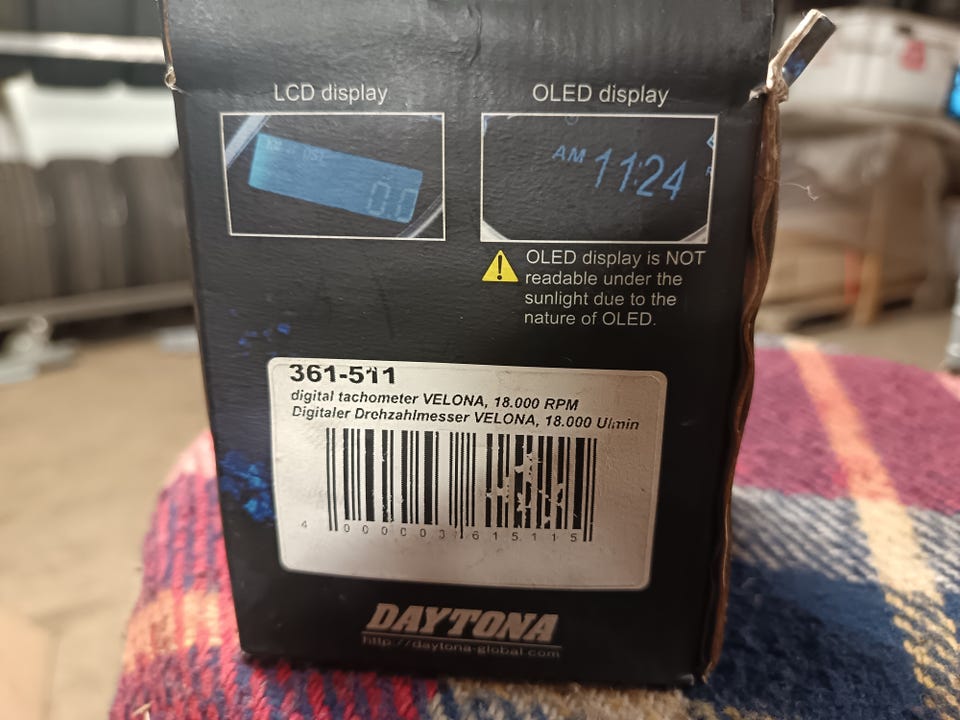 LCD display
OLED display
0.0
AM 11:24
OLED display is NOT
readable under the
sunlight due to the
nature of OLED.
361-511
digital tachometer VELONA, 18.000 RPM
Digitaler Drehzahlmesser VELONA, 18.000 U/min
4 000003 615115
DAYTONA
http://daytona-global.com